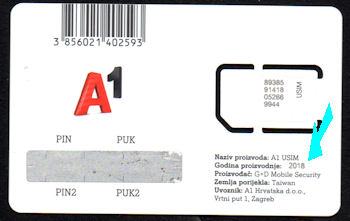 3 856021 402593
A1
PIN PUK
PIN2 PUK2
89385
91418
05266
9944
USIM
Naziv proizvoda: A1 USIM
Godina proizvodnje: 2018
Proizvođač: G+D Mobile Security
Zemlja porijekla: Taiwan
Uvoznik: A1 Hrvatska d.o.o.,
Vrtni put 1, Zagreb